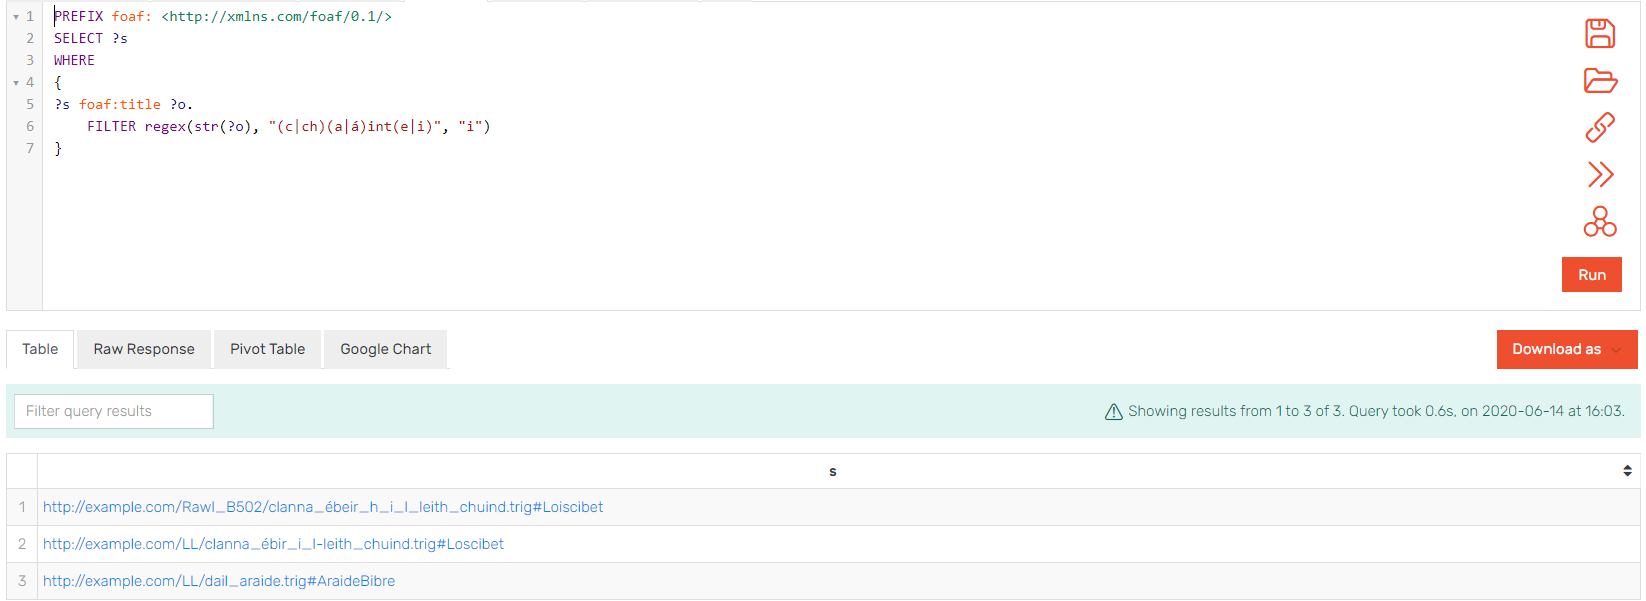 1 PREFIX foaf: <http://xmlns.com/foaf/0.1/>
2 SELECT ?s
3 WHERE
4 {
5 ?s foaf:title ?o.
6 FILTER regex(str(?o), "(c|ch)(a|á)int(e|i)", "i")
7 }
Run
Table Raw Response Pivot Table Google Chart Download as
Filter query results Showing results from 1 to 3 of 3. Query took 0.6s, on 2020-06-14 at 16:03.
s
1 http://example.com/Rawl_B502/clanna_ébeir_h_i_l_leith_chuind.trig#Loiscibet
2 http://example.com/LL/clanna_ébir_i_l-leith_chuind.trig#Loscibet
3 http://example.com/LL/dail_araide.trig#AraideBibre